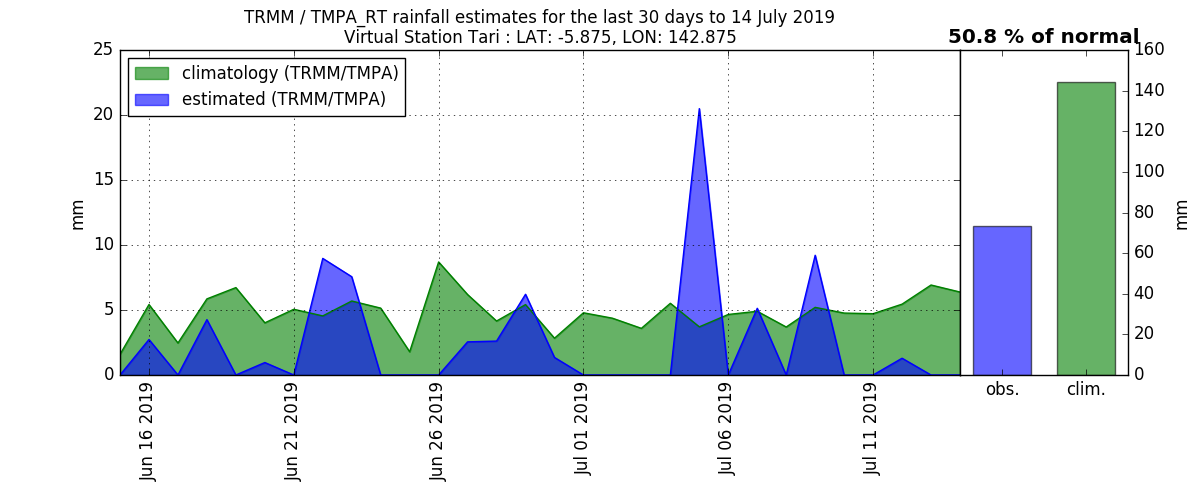 TRMM / TMPA_RT rainfall estimates for the last 30 days to 14 July 2019
Virtual Station Tari : LAT: -5.875, LON: 142.875
50.8 % of normal
climatology (TRMM/TMPA)
estimated (TRMM/TMPA)
25
20
15
10
5
0
mm
Jun 16 2019
Jun 21 2019
Jun 26 2019
Jul 01 2019
Jul 06 2019
Jul 11 2019
160
140
120
100
80
60
40
20
0
mm
obs.
clim.